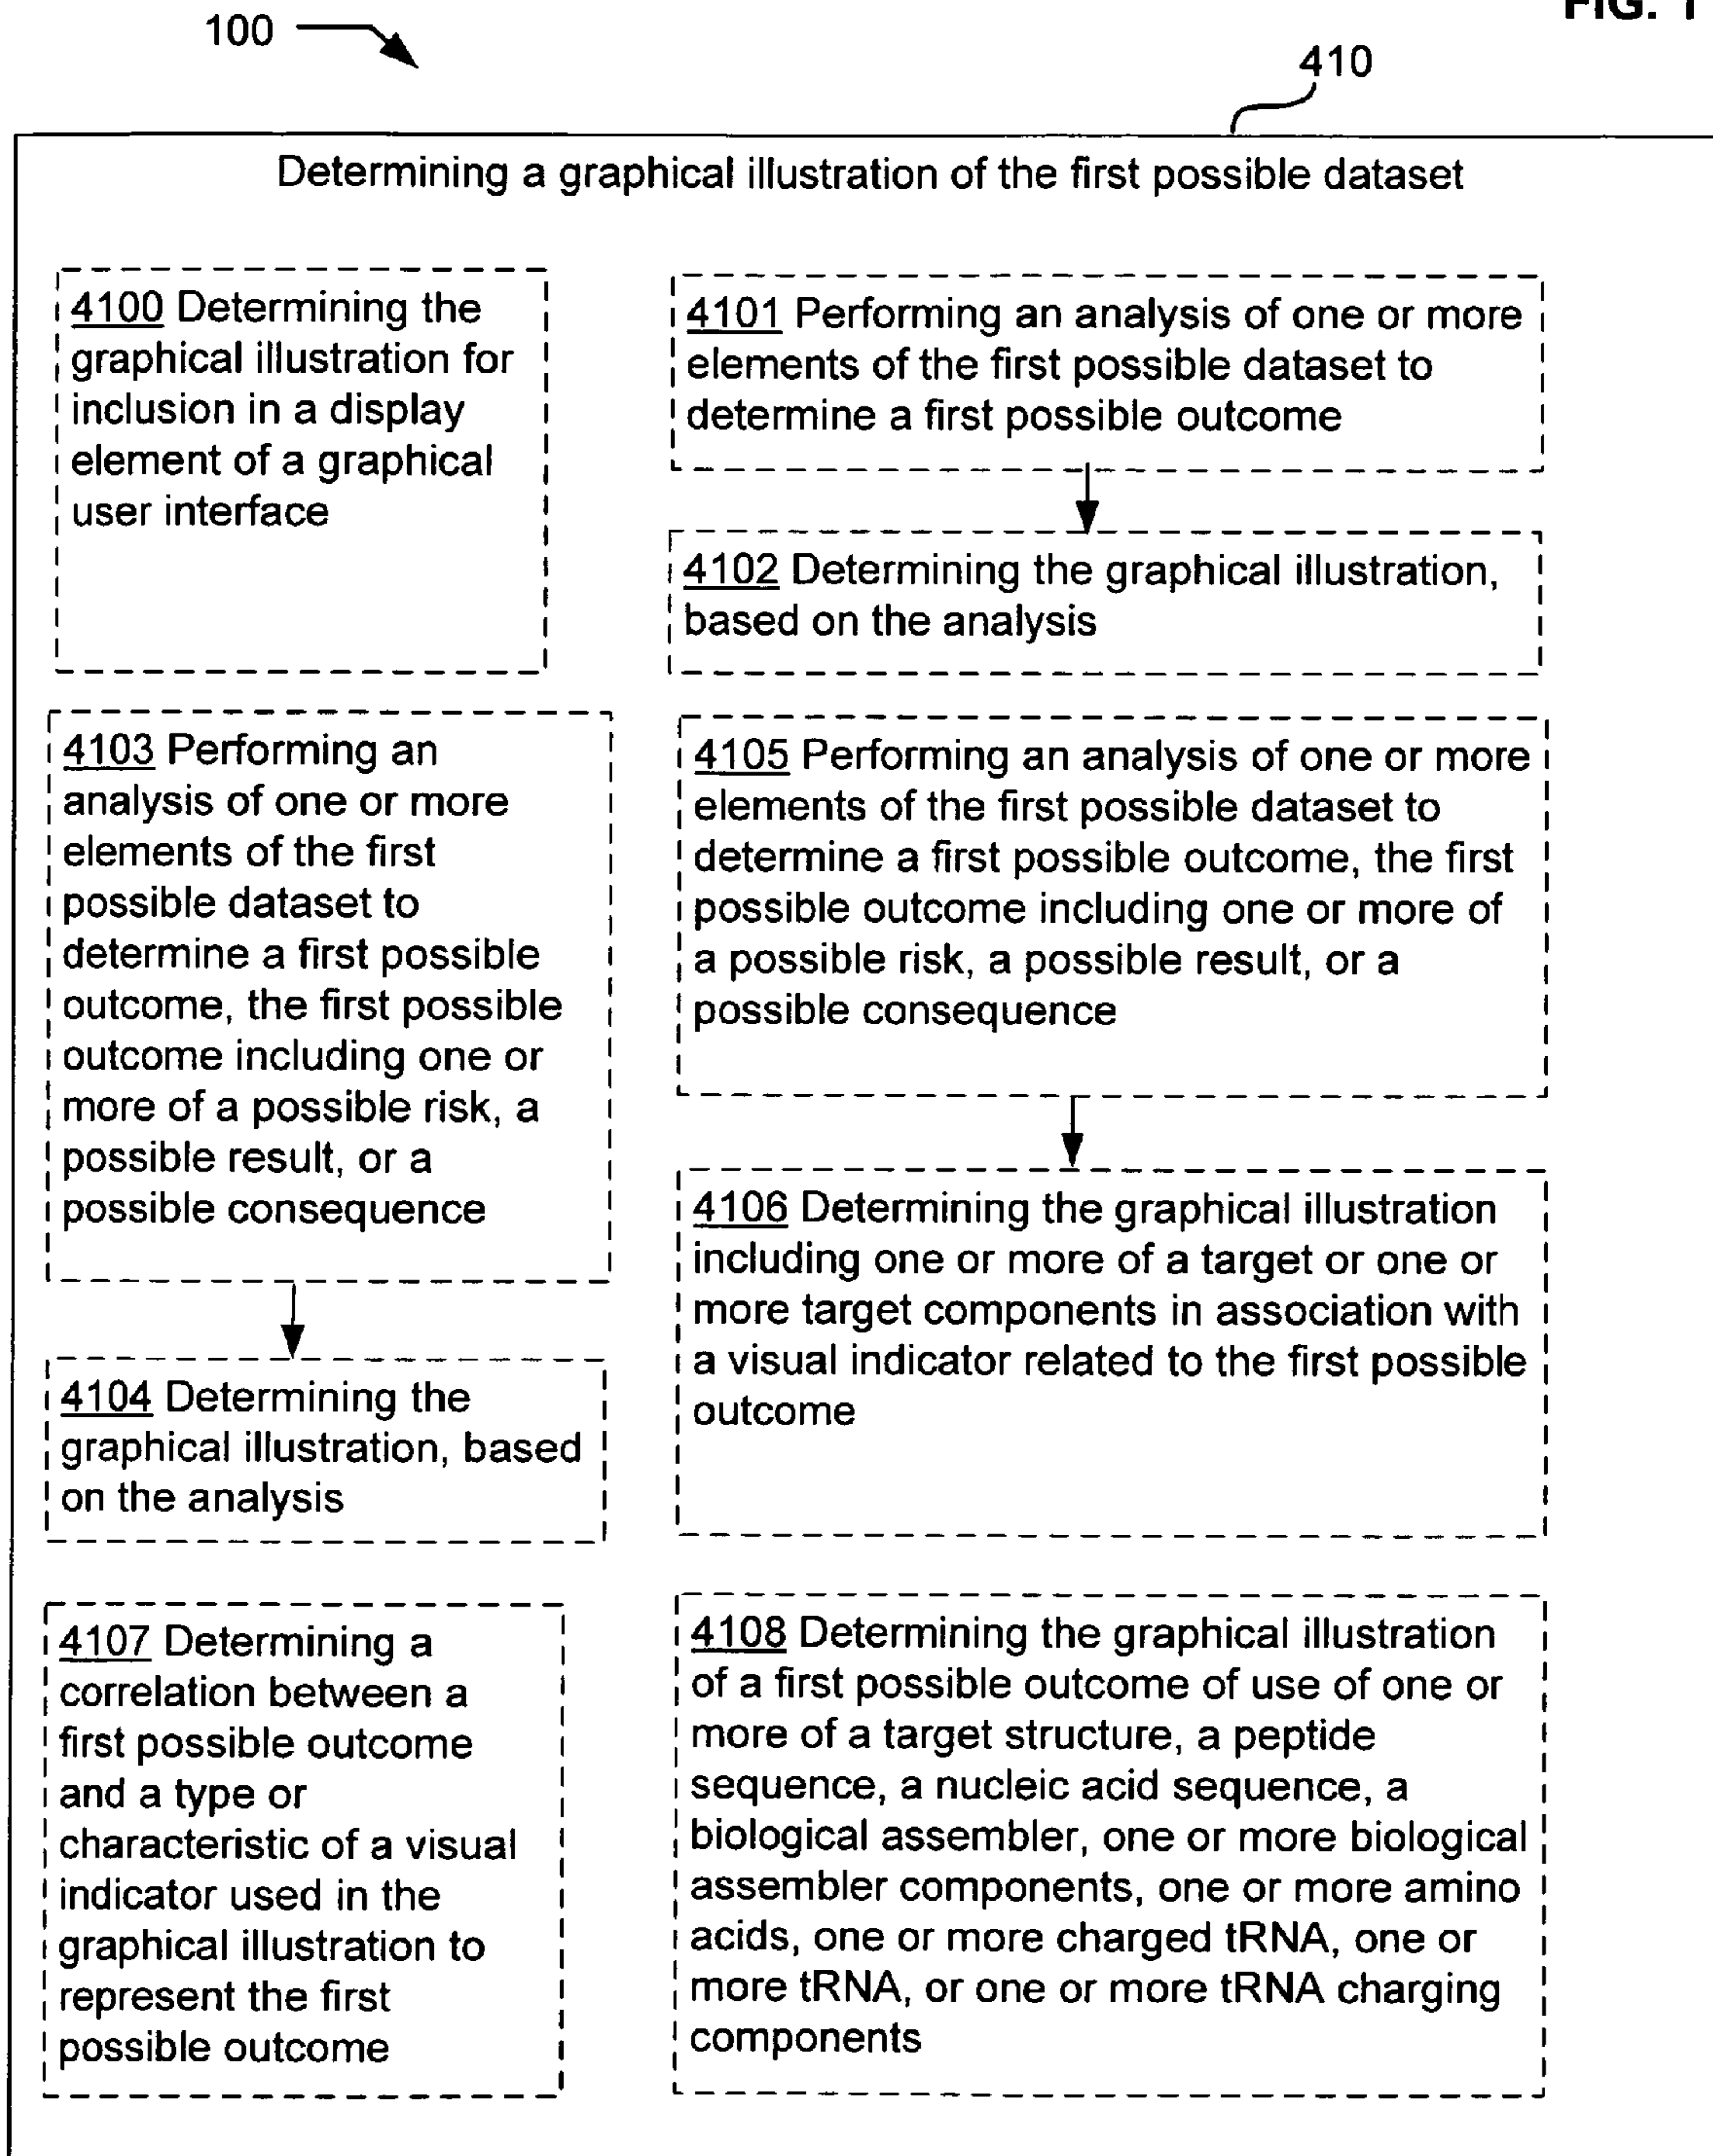 FIG. 1
100
410
Determining a graphical illustration of the first possible dataset
4100 Determining the
graphical illustration for
inclusion in a display
element of a graphical
user interface
4101 Performing an analysis of one or more
elements of the first possible dataset to
determine a first possible outcome
4102 Determining the graphical illustration,
based on the analysis
4103 Performing an
analysis of one or more
elements of the first
possible dataset to
determine a first possible
outcome, the first possible
outcome including one or
more of a possible risk, a
possible result, or a
possible consequence
4104 Determining the
graphical illustration, based
on the analysis
4105 Performing an analysis of one or more
elements of the first possible dataset to
determine a first possible outcome, the first
possible outcome including one or more of
a possible risk, a possible result, or a
possible consequence
4106 Determining the graphical illustration
including one or more of a target or one or
more target components in association with
a visual indicator related to the first possible
outcome
4107 Determining a
correlation between a
first possible outcome
and a type or
characteristic of a visual
indicator used in the
graphical illustration to
represent the first
possible outcome
4108 Determining the graphical illustration
of a first possible outcome of use of one or
more of a target structure, a peptide
sequence, a nucleic acid sequence, a
biological assembler, one or more biological
assembler components, one or more amino
acids, one or more charged tRNA, one or
more tRNA, or one or more tRNA charging
components